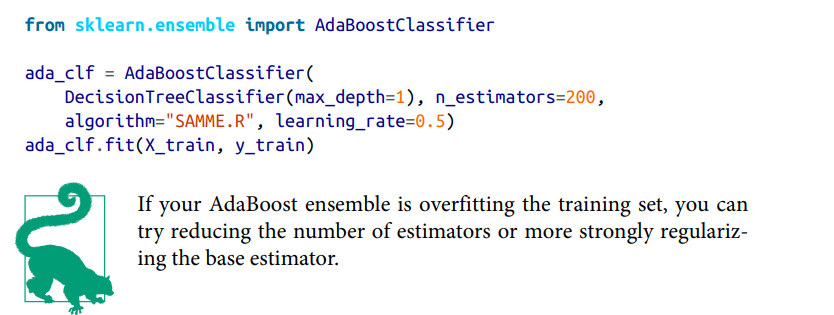 from sklearn.ensemble import AdaBoostClassifier
ada_clf = AdaBoostClassifier(
    DecisionTreeClassifier(max_depth=1), n_estimators=200,
    algorithm="SAMME.R", learning_rate=0.5)
ada_clf.fit(X_train, y_train)
If your AdaBoost ensemble is overfitting the training set, you can
try reducing the number of estimators or more strongly regulariz-
ing the base estimator.